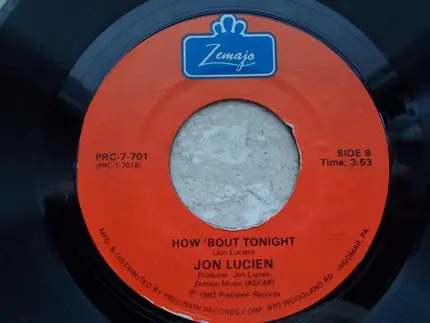 Zemajo
PRC-7-701
(PRC-7-701B)
SIDE B
Time: 3:53
HOW 'BOUT TONIGHT
(Jon Lucien)
JON LUCIEN
Producer: Jon Lucien
Zemajo Music (ASCAP)
℗ 1982 Precision Records
MFG. & DISTRIBUTED BY PRECISION RECORDS CORP. 870 WOODLAND RD. INGOMAR, PA.